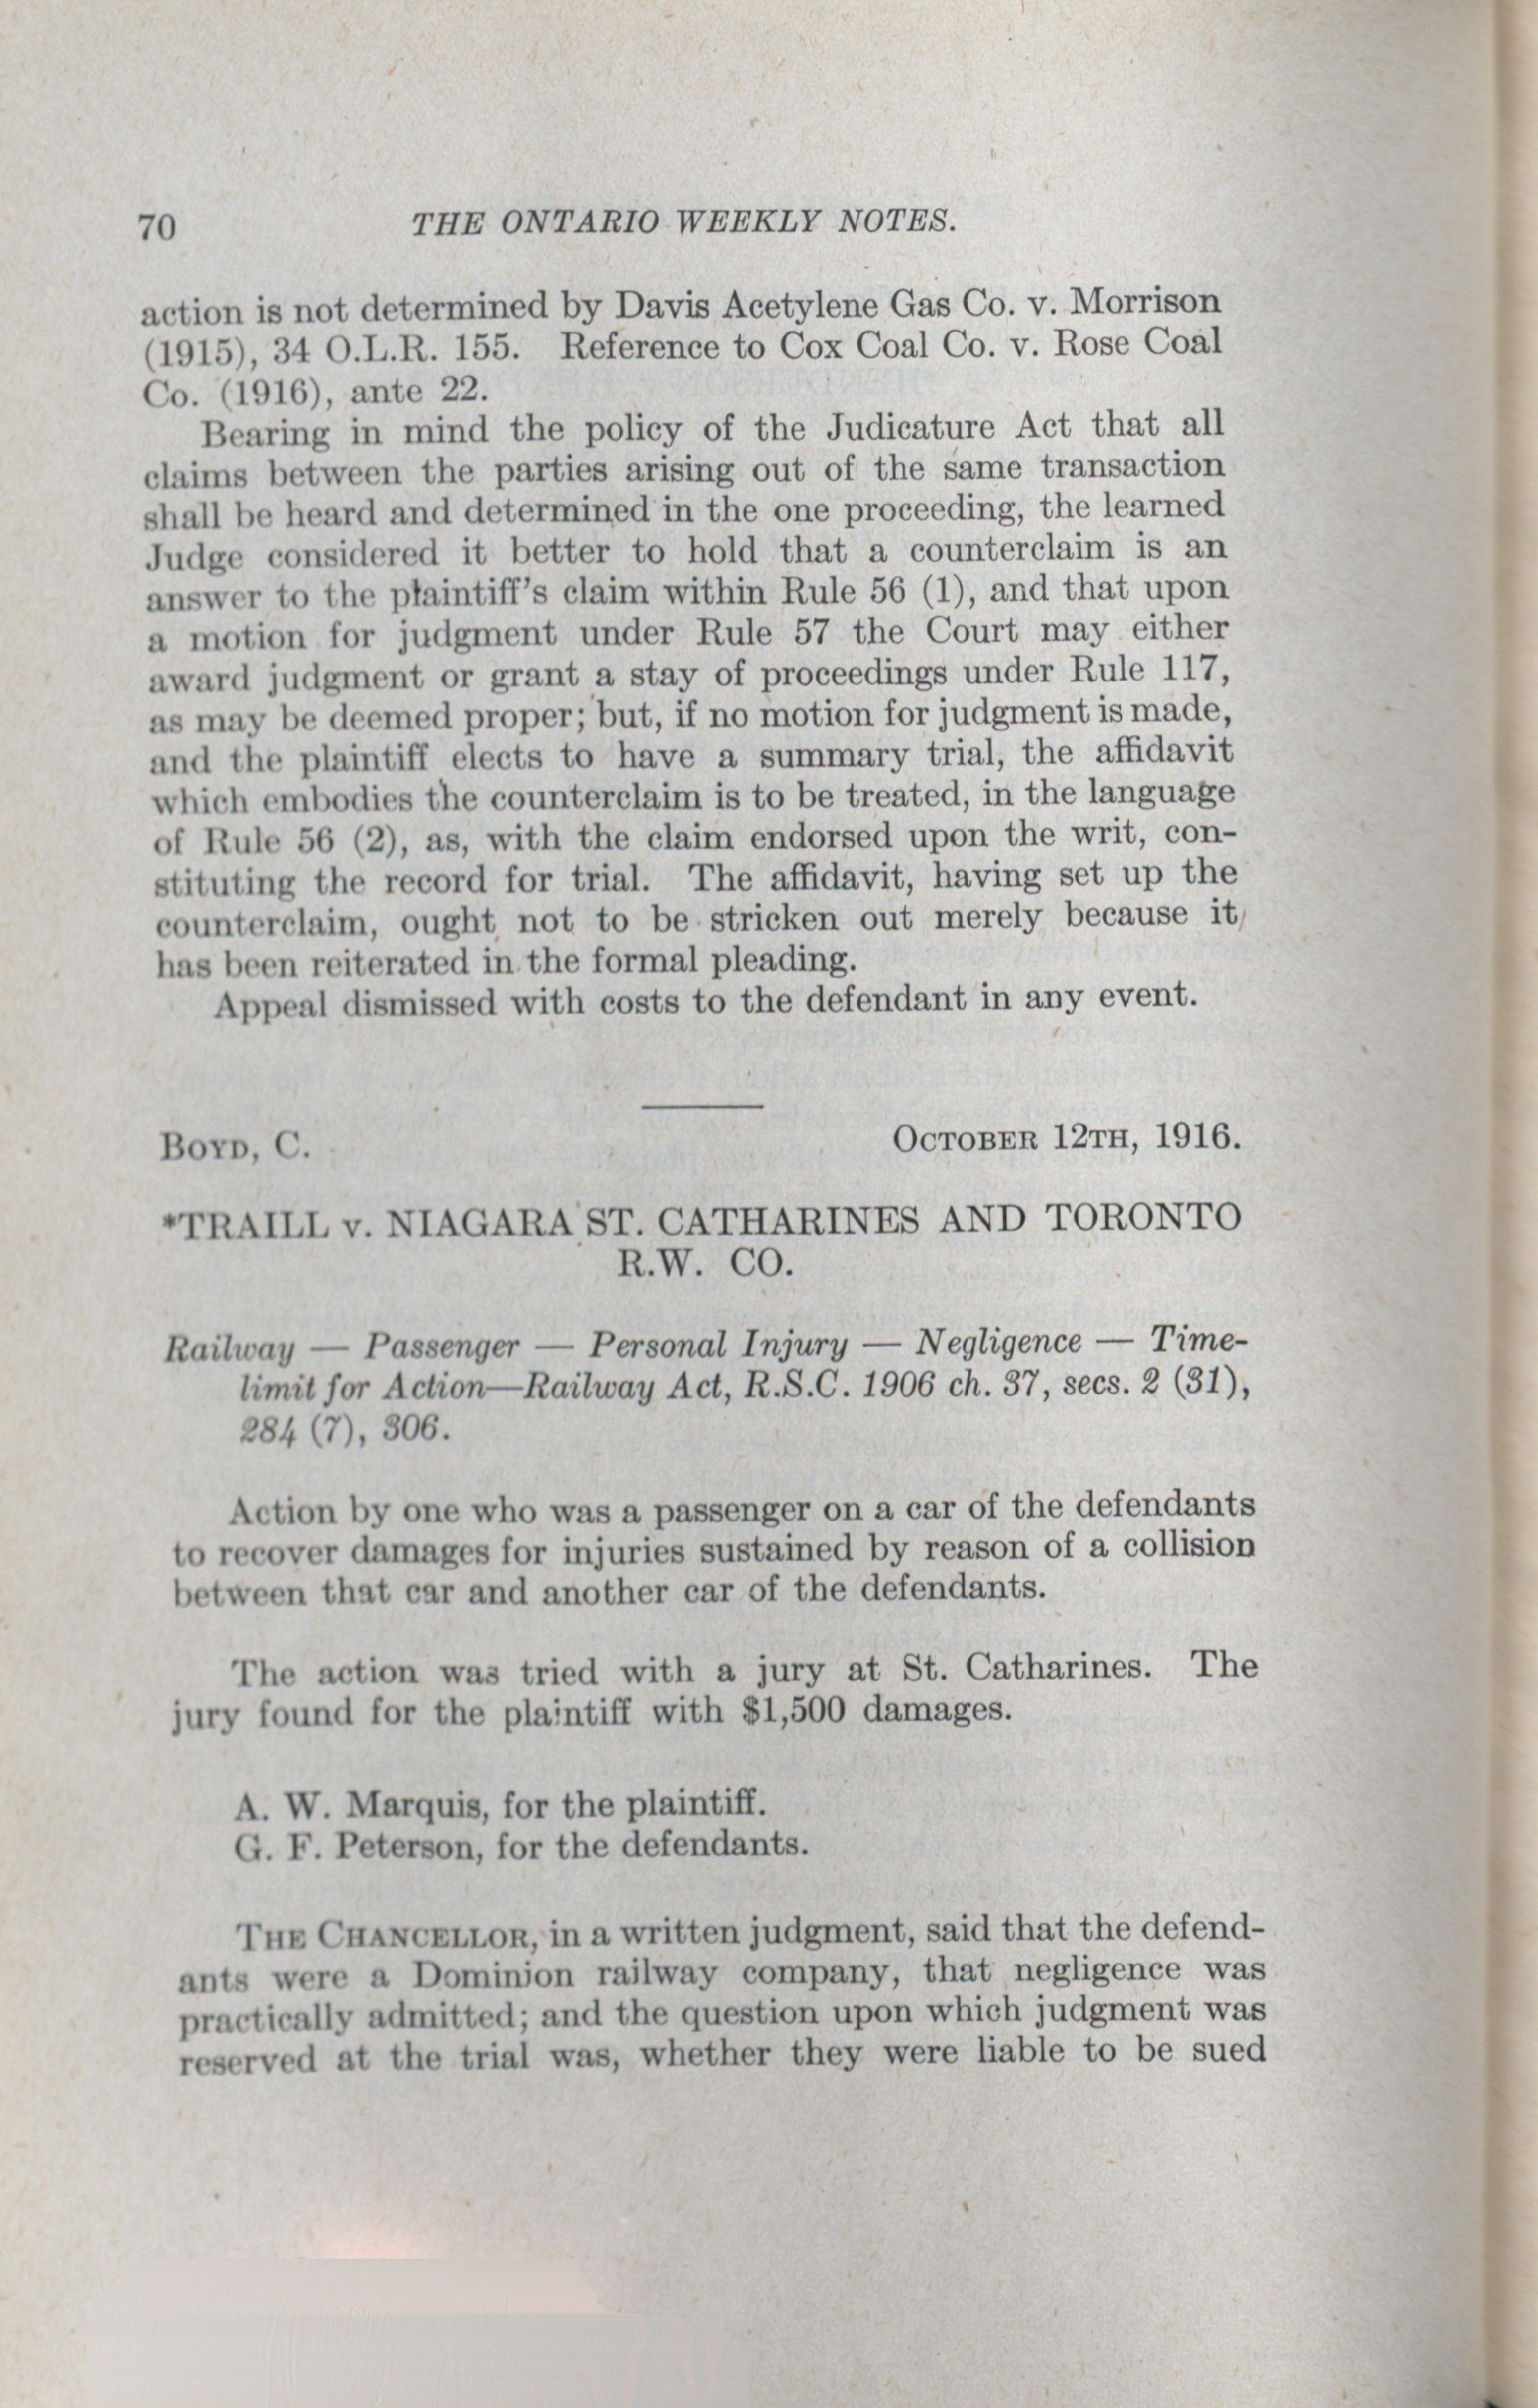 70 THE ONTARIO WEEKLY NOTES.
action is not determined by Davis Acetylene Gas Co. v. Morrison
(1915), 34 O.L.R. 155. Reference to Cox Coal Co. v. Rose Coal
Co. (1916), ante 22.
Bearing in mind the policy of the Judicature Act that all
claims between the parties arising out of the same transaction
shall be heard and determined in the one proceeding, the learned
Judge considered it better to hold that a counterclaim is an
answer to the plaintiff's claim within Rule 56 (1), and that upon
a motion for judgment under Rule 57 the Court may either
award judgment or grant a stay of proceedings under Rule 117,
as may be deemed proper; but, if no motion for judgment is made,
and the plaintiff elects to have a summary trial, the affidavit
which embodies the counterclaim is to be treated, in the language
of Rule 56 (2), as, with the claim endorsed upon the writ, con-
stituting the record for trial. The affidavit, having set up the
counterclaim, ought not to be stricken out merely because it
has been reiterated in the formal pleading.
Appeal dismissed with costs to the defendant in any event.
BOYD, C. OCTOBER 12TH, 1916.
*TRAILL v. NIAGARA ST. CATHARINES AND TORONTO
R.W. CO.
Railway — Passenger — Personal Injury — Negligence — Time-
limit for Action—Railway Act, R.S.C. 1906 ch. 37, secs. 2 (31),
284 (7), 306.
Action by one who was a passenger on a car of the defendants
to recover damages for injuries sustained by reason of a collision
between that car and another car of the defendants.
The action was tried with a jury at St. Catharines. The
jury found for the plaintiff with $1,500 damages.
A. W. Marquis, for the plaintiff.
G. F. Peterson, for the defendants.
THE CHANCELLOR, in a written judgment, said that the defend-
ants were a Dominion railway company, that negligence was
practically admitted; and the question upon which judgment was
reserved at the trial was, whether they were liable to be sued